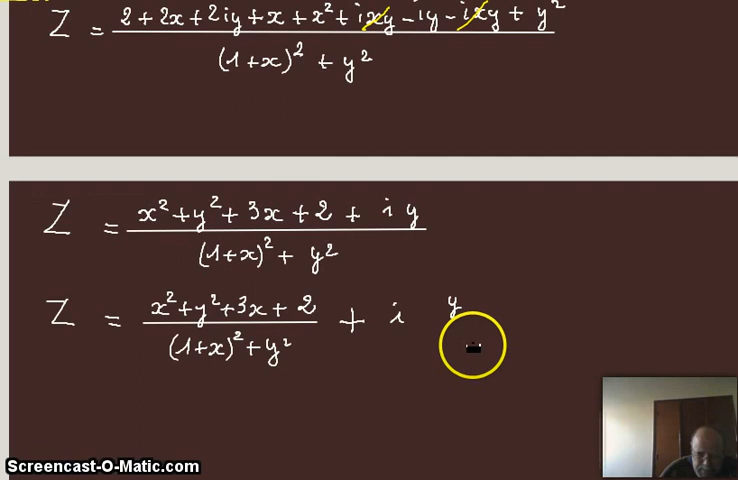 Z = (2 + 2x + 2iy + x + x² + ixy - iy - ixy + y²) / ((1+x)² + y²)
Z = (x² + y² + 3x + 2 + iy) / ((1+x)² + y²)
Z = (x² + y² + 3x + 2) / ((1+x)² + y²) + i y
Screencast-O-Matic.com